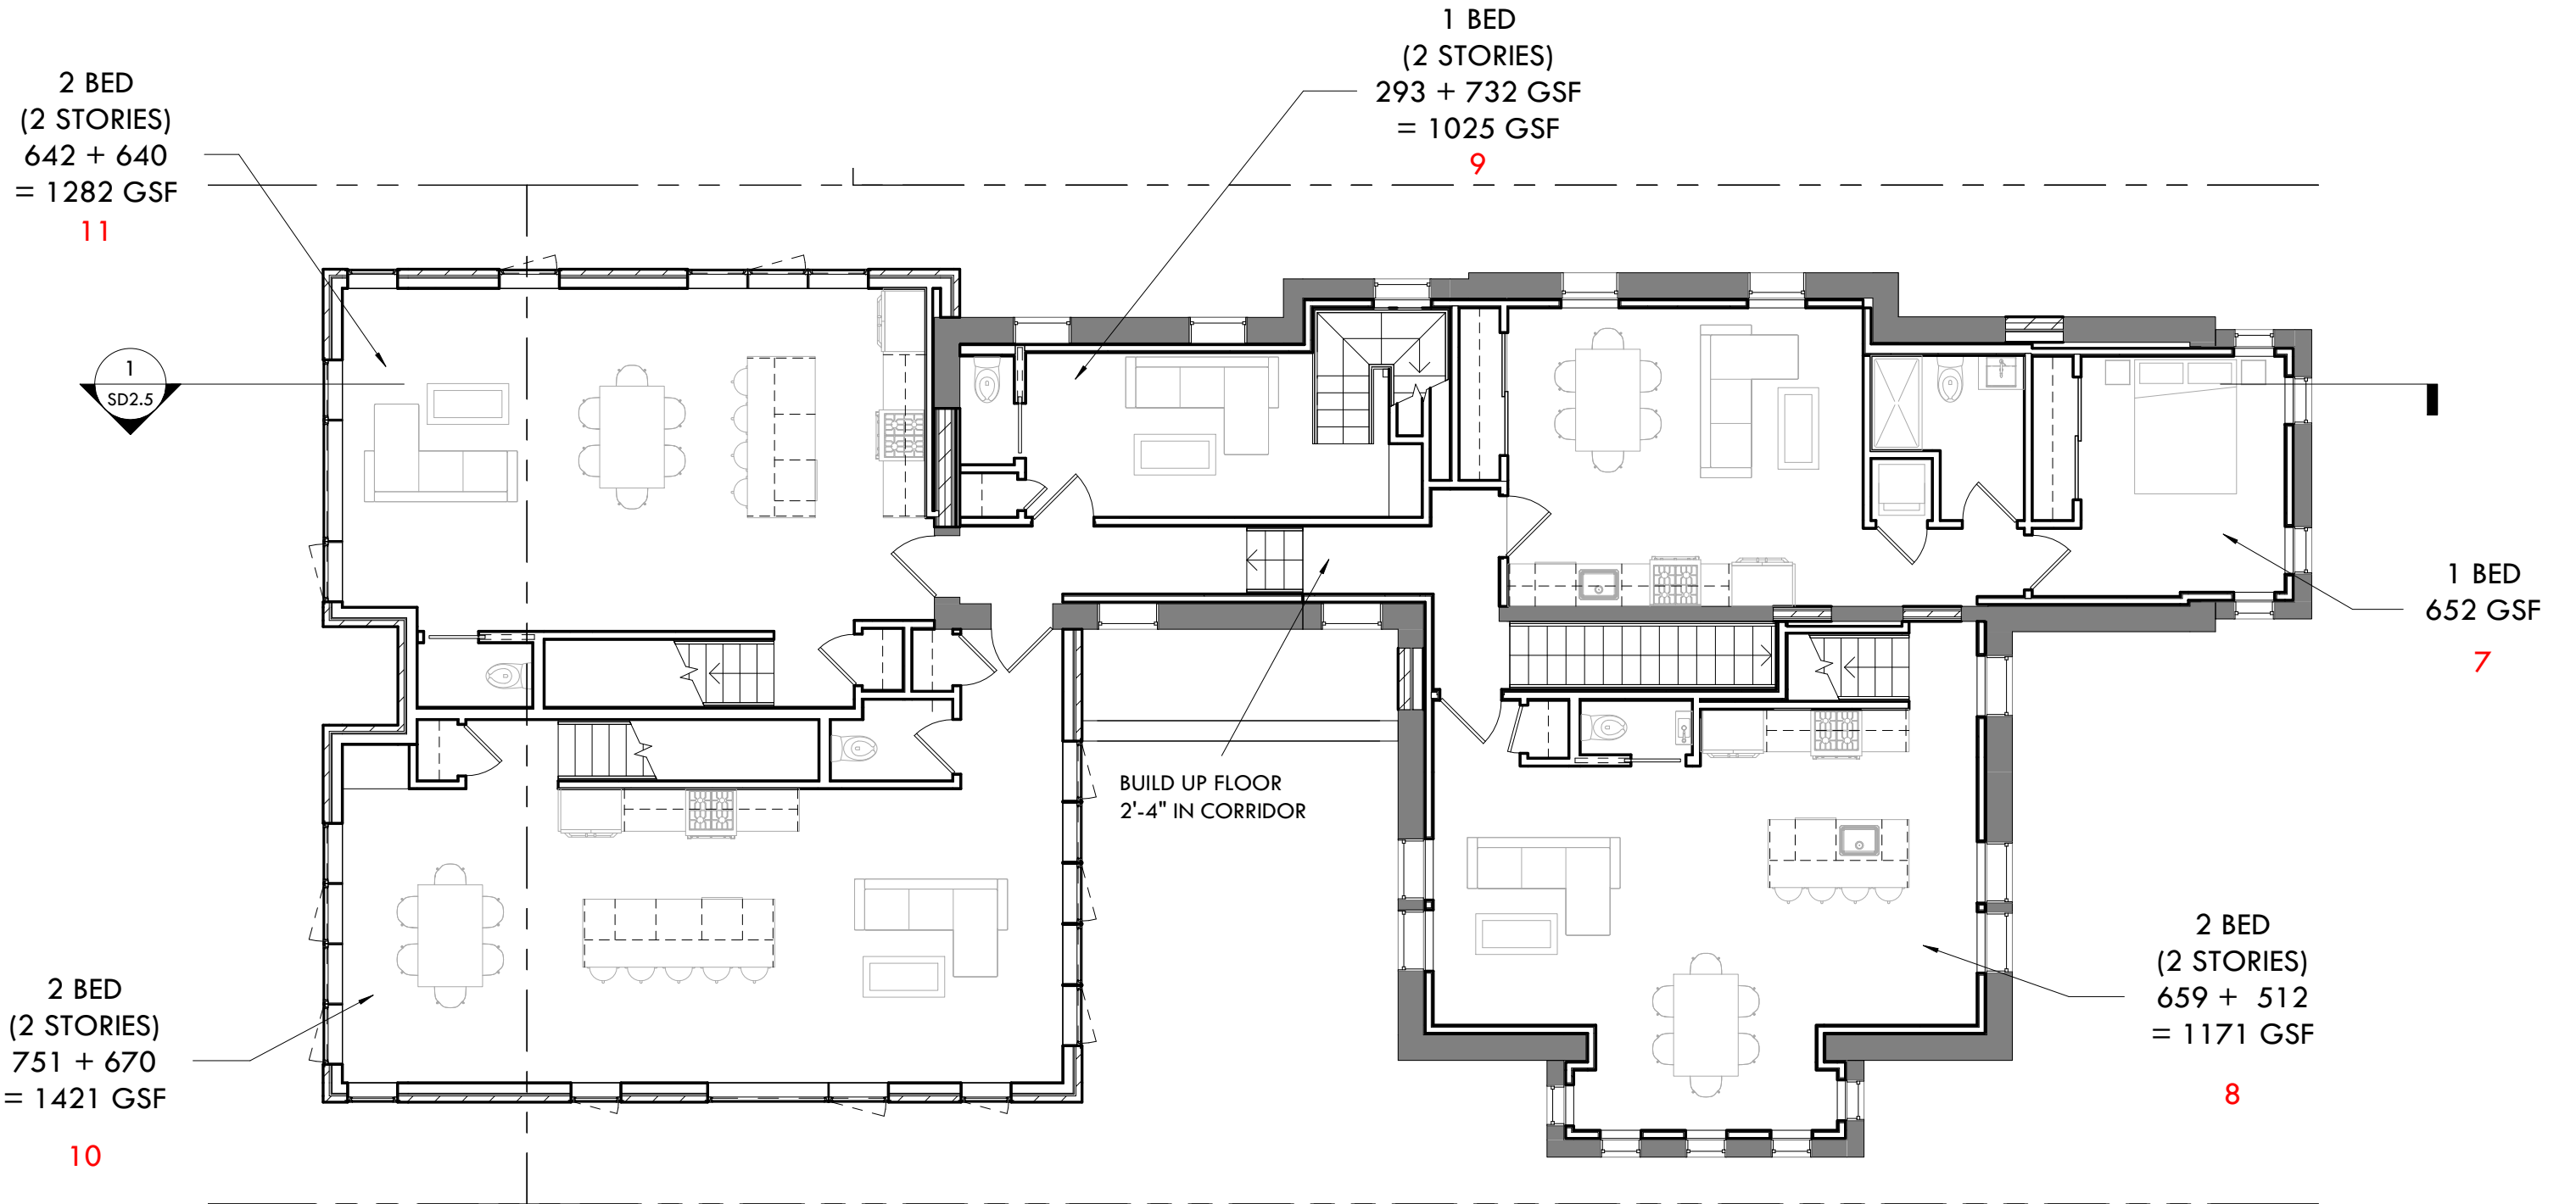 1 BED
(2 STORIES)
293 + 732 GSF
= 1025 GSF
9
2 BED
(2 STORIES)
642 + 640
= 1282 GSF
11
1
SD2.5
1 BED
652 GSF
7
BUILD UP FLOOR
2'-4" IN CORRIDOR
2 BED
(2 STORIES)
659 + 512
= 1171 GSF
8
2 BED
(2 STORIES)
751 + 670
= 1421 GSF
10